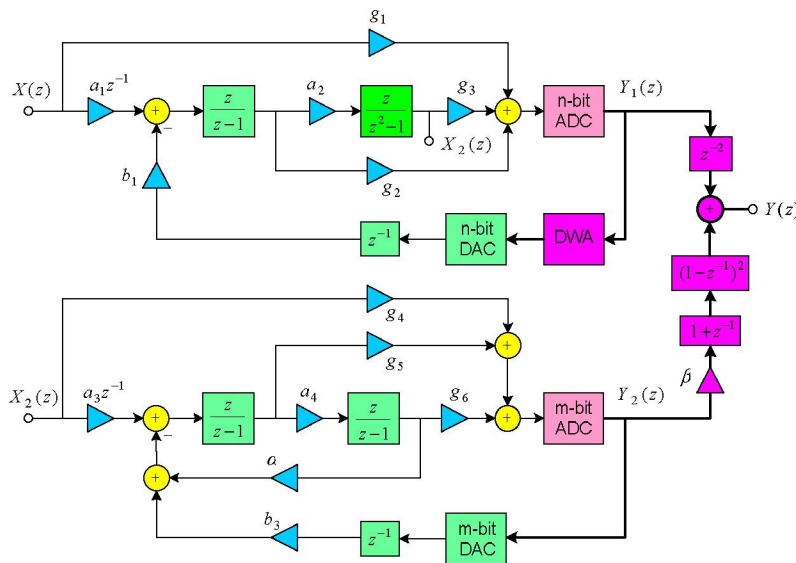 g₁
X(z)
a₁z⁻¹
+
−
z
z−1
a₂
z
z²−1
g₃
+
n-bit
ADC
Y₁(z)
X₂(z)
g₂
b₁
z⁻²
z⁻¹
n-bit
DAC
DWA
+
Y(z)
(1−z⁻¹)²
1+z⁻¹
β
g₄
g₅
+
X₂(z)
a₃z⁻¹
+
−
z
z−1
a₄
z
z−1
g₆
+
m-bit
ADC
Y₂(z)
+
α
b₃
z⁻¹
m-bit
DAC